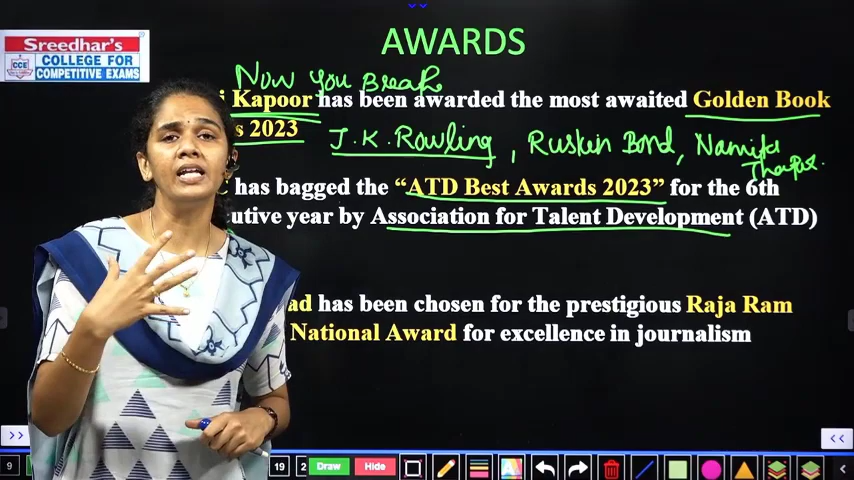 AWARDS
Sreedhar's
CCE
COLLEGE FOR
COMPETITIVE EXAMS
Now you Break
Kapoor has been awarded the most awaited Golden Book
2023
J.K. Rowling, Ruskin Bond, Namita
Thapar.
has bagged the “ATD Best Awards 2023” for the 6th
year by Association for Talent Development (ATD)
has been chosen for the prestigious Raja Ram
National Award for excellence in journalism
>>
<<
9
19
2
Draw
Hide